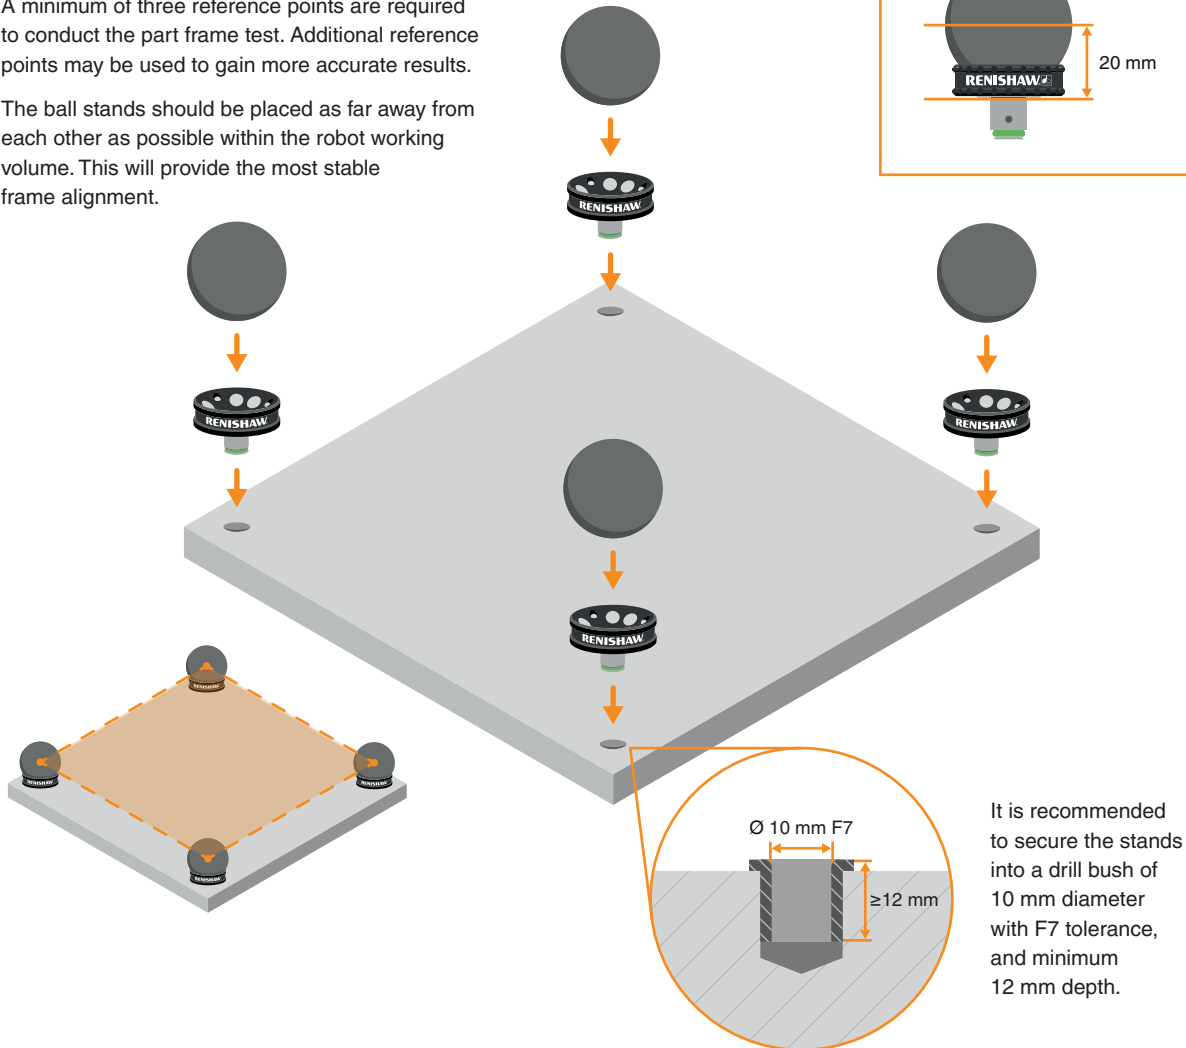 A minimum of three reference points are required
to conduct the part frame test. Additional reference
points may be used to gain more accurate results.
The ball stands should be placed as far away from
each other as possible within the robot working
volume. This will provide the most stable
frame alignment.
20 mm
RENISHAW
RENISHAW
RENISHAW
RENISHAW
RENISHAW
RENISHAW
RENISHAW
RENISHAW
RENISHAW
Ø 10 mm F7
≥12 mm
It is recommended
to secure the stands
into a drill bush of
10 mm diameter
with F7 tolerance,
and minimum
12 mm depth.